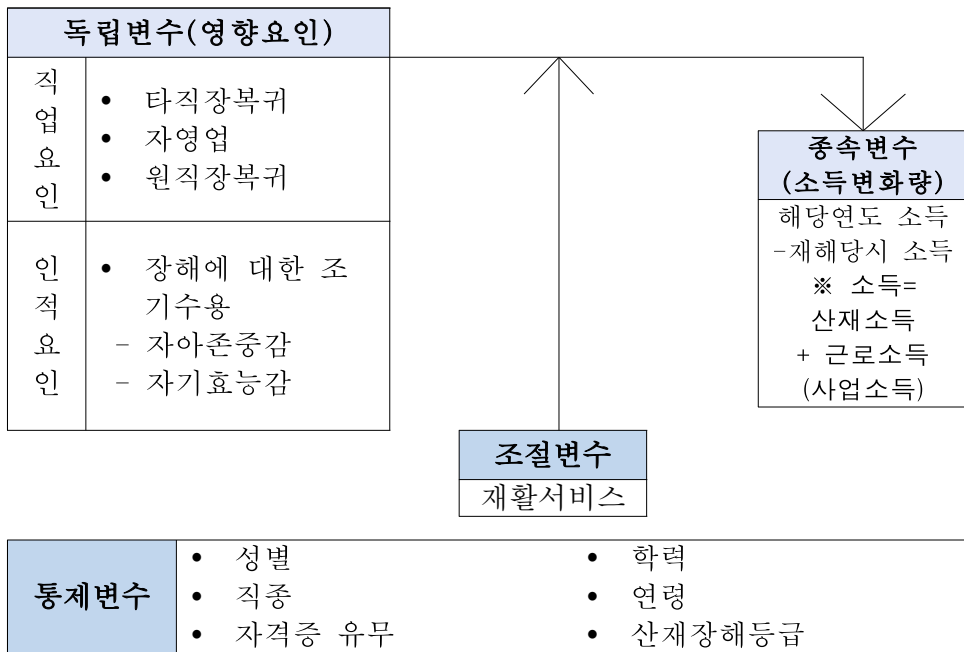 독립변수(영향요인)
직업요인
• 타직장복귀
• 자영업
• 원직장복귀
인적요인
• 장해에 대한 조
기수용
- 자아존중감
- 자기효능감
종속변수
(소득변화량)
해당연도 소득
-재해당시 소득
※ 소득=
산재소득
+ 근로소득
(사업소득)
조절변수
재활서비스
통제변수
• 성별
• 직종
• 자격증 유무
• 학력
• 연령
• 산재장해등급